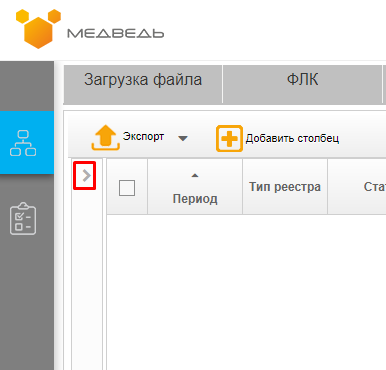 МЕДВЕДЬ
Загрузка файла ФЛК
Экспорт Добавить столбец
Период Тип реестра Ста